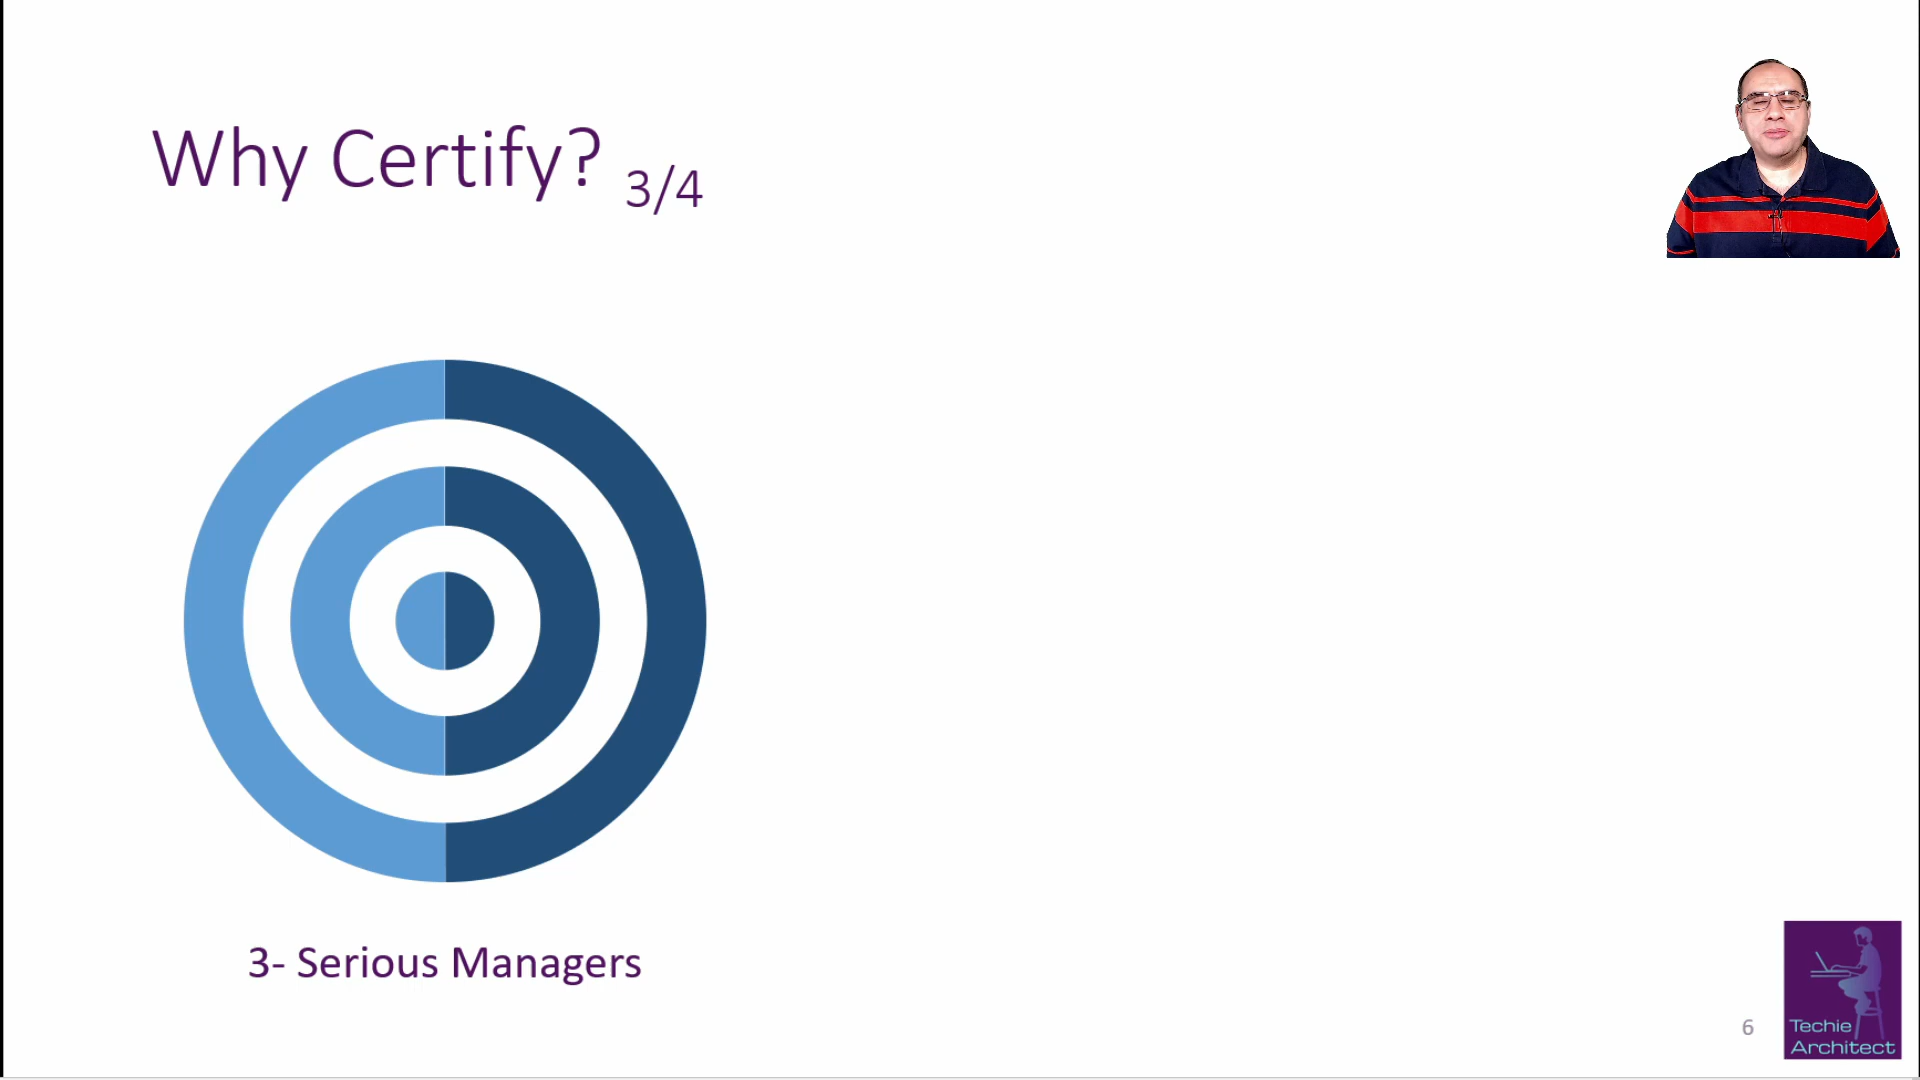 Why Certify? 3/4
3- Serious Managers
6
Techie
Architect